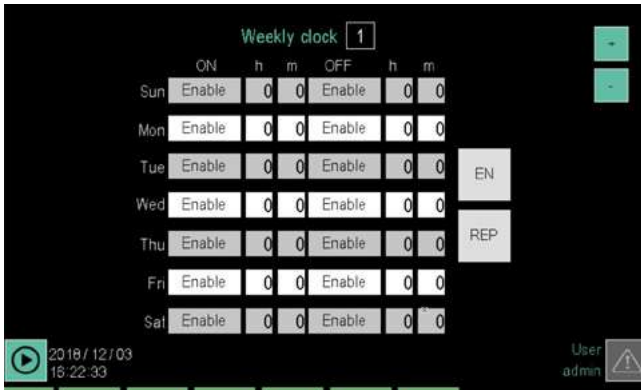 Weekly clock 1
+
ON h m OFF h m
-
Sun Enable 0 0 Enable 0 0
Mon Enable 0 0 Enable 0 0
Tue Enable 0 0 Enable 0 0
EN
Wed Enable 0 0 Enable 0 0
REP
Thu Enable 0 0 Enable 0 0
Fri Enable 0 0 Enable 0 0
Sat Enable 0 0 Enable 0 0
2018/12/03
16:22:33
User
admin